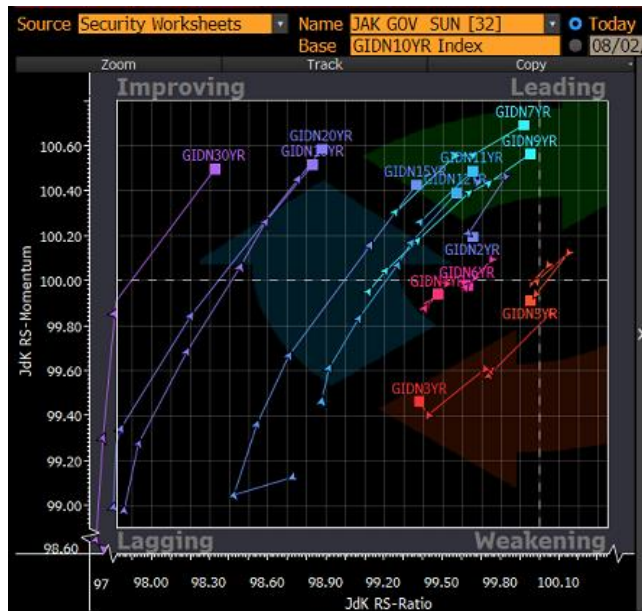 Source Security Worksheets Name JAK GOV SUN [32] Today
Base GIDN10YR Index 08/02/
Zoom Track Copy
Improving Leading
GIDN7YR
GIDN20YR
GIDN30YR GIDN9YR
GIDN15YR GIDN11YR
GIDN12YR
GIDN2YR
GIDN6YR
GIDN3YR
Lagging Weakening
100.60
100.40
100.20
100.00
99.80
99.60
99.40
99.20
99.00
98.60
JdK RS-Momentum
97 98.00 98.30 98.60 98.90 99.20 99.50 99.80 100.10
JdK RS-Ratio